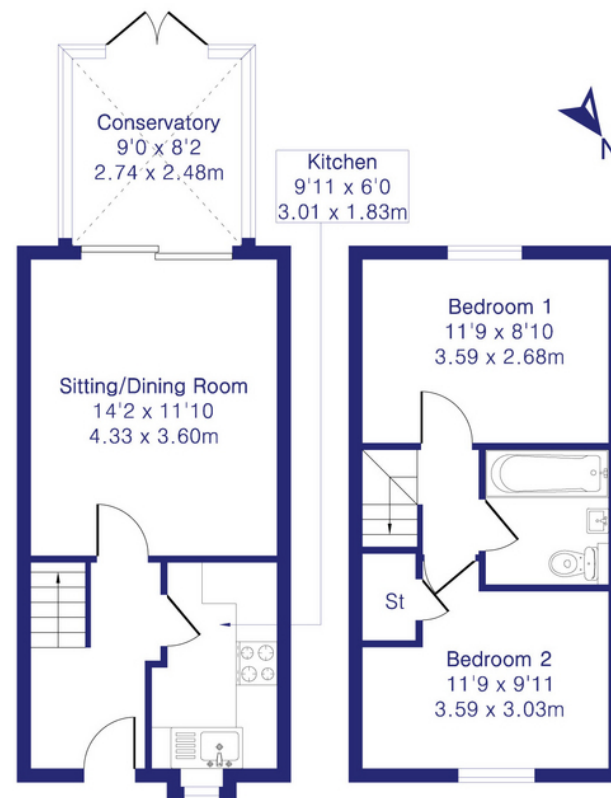 Conservatory
9'0 x 8'2
2.74 x 2.48m
Kitchen
9'11 x 6'0
3.01 x 1.83m
N
Sitting/Dining Room
14'2 x 11'10
4.33 x 3.60m
Bedroom 1
11'9 x 8'10
3.59 x 2.68m
St
Bedroom 2
11'9 x 9'11
3.59 x 3.03m